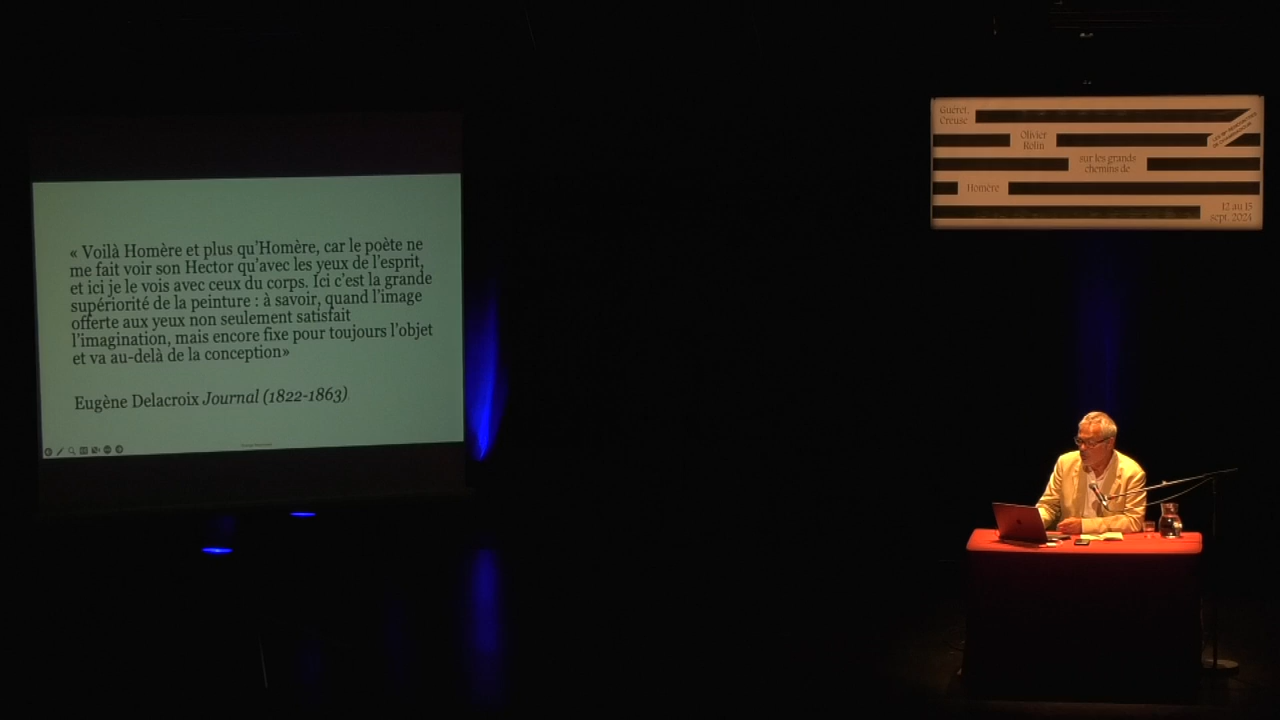 « Voilà Homère et plus qu'Homère, car le poète ne
me fait voir son Hector qu'avec les yeux de l'esprit,
et ici je le vois avec ceux du corps. Ici c'est la grande
supériorité de la peinture : à savoir, quand l'image
offerte aux yeux non seulement satisfait
l'imagination, mais encore fixe pour toujours l'objet
et va au-delà de la conception»
Eugène Delacroix Journal (1822-1863)
Guéret,
Creuse
Olivier
Rolin
sur les grands
chemins de
Homère
12 au 15
sept. 2024